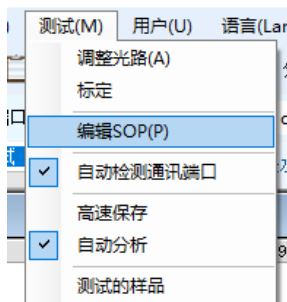 测试(M) 用户(U) 语言(Lan
调整光路(A)
标定
编辑SOP(P)
自动检测通讯端口
高速保存
自动分析
测试的样品